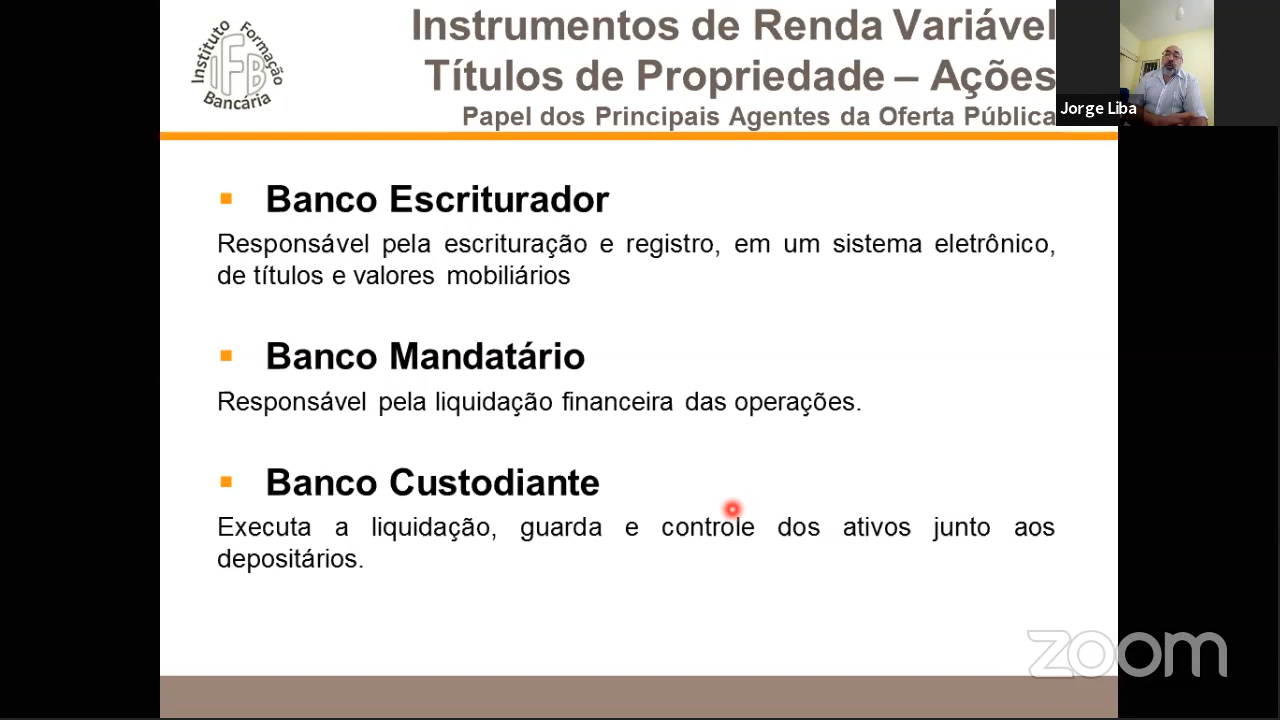 Instituto Formação Bancária
IFB
Instrumentos de Renda Variável
Títulos de Propriedade – Ações
Papel dos Principais Agentes da Oferta Pública
Jorge Liba
Banco Escriturador
Responsável pela escrituração e registro, em um sistema eletrônico,
de títulos e valores mobiliários
Banco Mandatário
Responsável pela liquidação financeira das operações.
Banco Custodiante
Executa a liquidação, guarda e controle dos ativos junto aos
depositários.
zoom